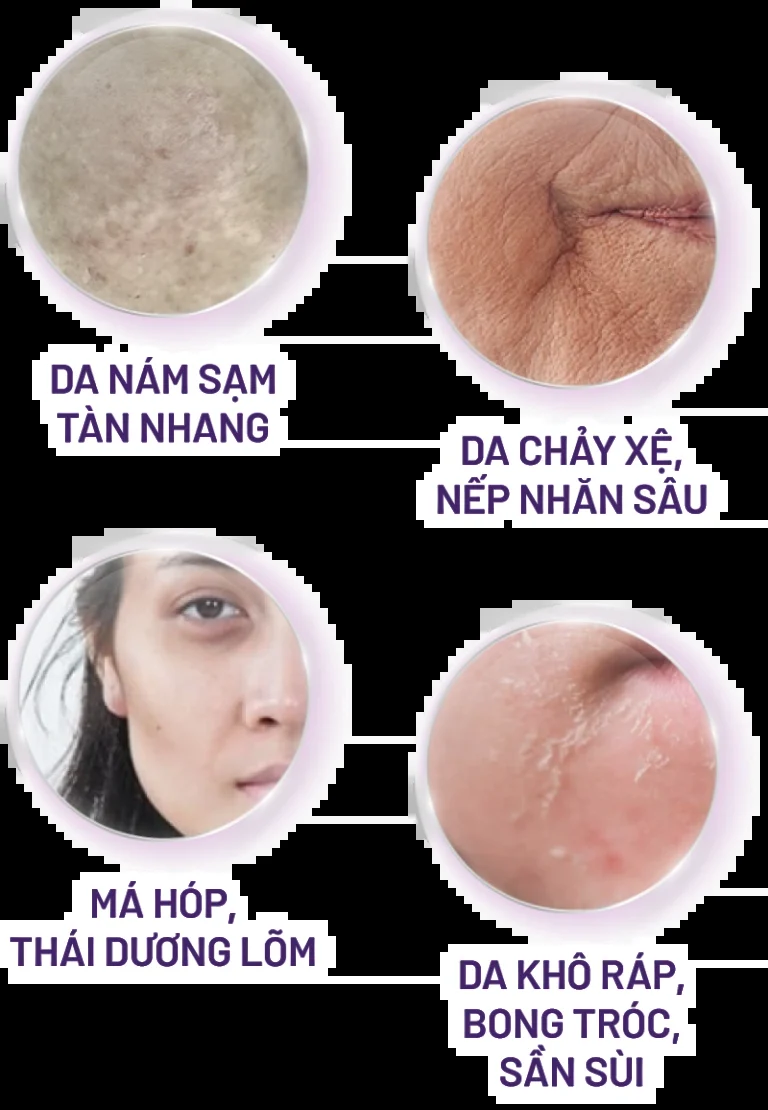 DA NÁM SẠM
TÀN NHANG
DA CHẢY XỆ,
NẾP NHĂN SÂU
MÁ HÓP,
THÁI DƯƠNG LÕM
DA KHÔ RÁP,
BONG TRÓC,
SẦN SÙI